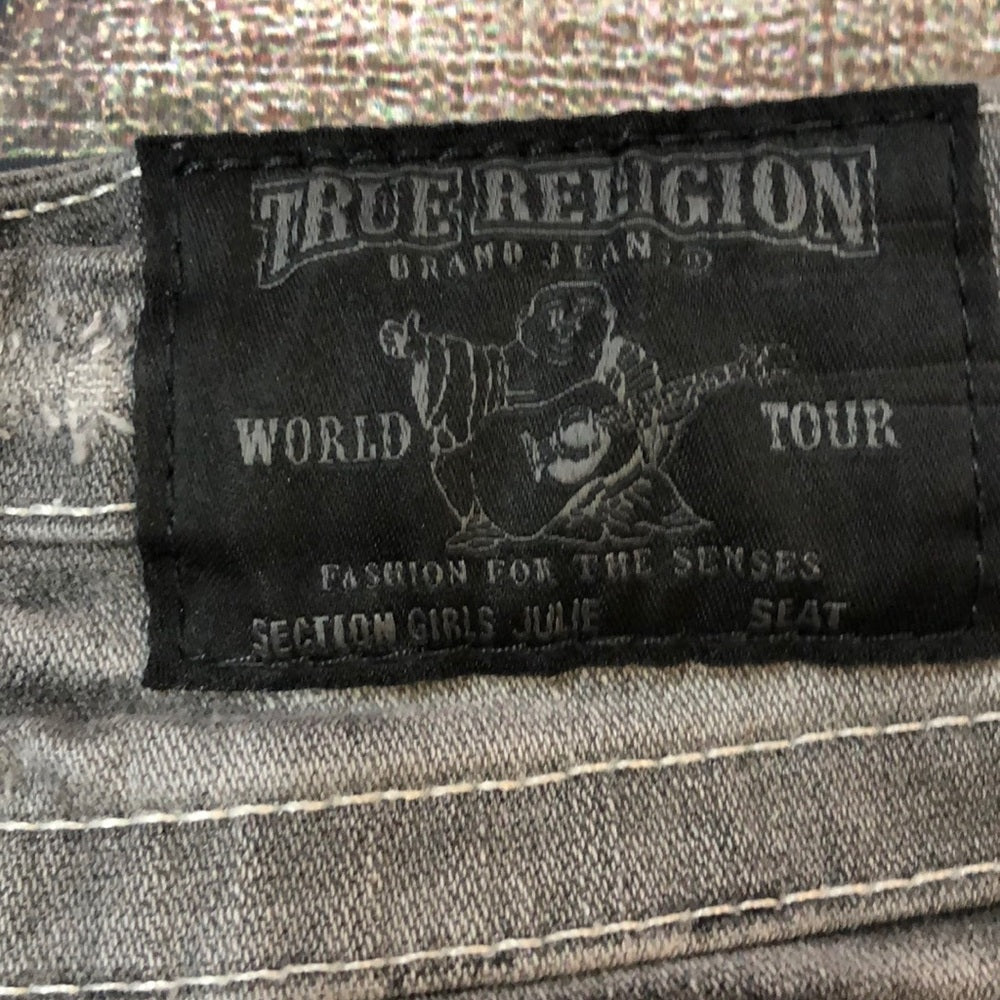 TRUE RELIGION
BRAND JEANS®
WORLD TOUR
FASHION FOR THE SENSES
SECTION GIRLS JULIE SEAT